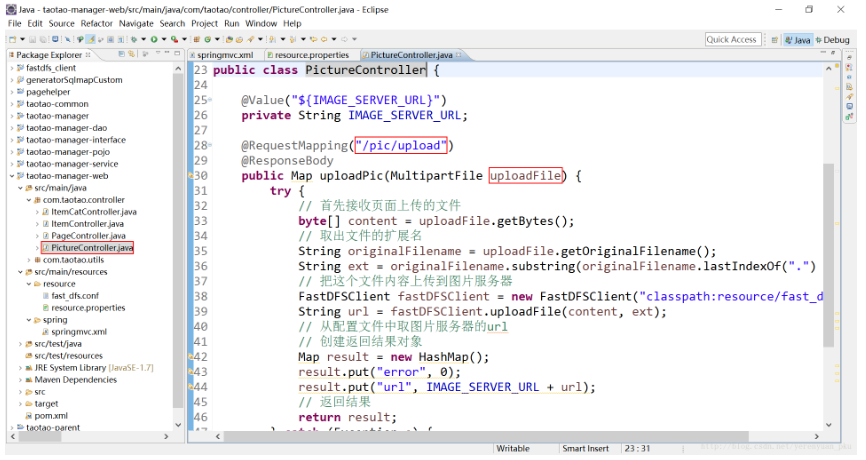 Java - taotao-manager-web/src/main/java/com/taotao/controller/PictureController.java - Eclipse
File Edit Source Refactor Navigate Search Project Run Window Help
Quick Access
Java
Debug
Package Explorer
springmvc.xml
resource.properties
PictureController.java
fastdfs_client
generatorSqlmapCustom
pagehelper
taotao-common
taotao-manager
taotao-manager-dao
taotao-manager-interface
taotao-manager-pojo
taotao-manager-service
taotao-manager-web
src/main/java
com.taotao.controller
ItemCatController.java
ItemController.java
PageController.java
PictureController.java
com.taotao.utils
src/main/resources
resource
fast_dfs.conf
resource.properties
spring
springmvc.xml
src/test/java
src/test/resources
JRE System Library [JavaSE-1.7]
Maven Dependencies
src
target
pom.xml
taotao-parent
23 public class PictureController {
24
25 @Value("${IMAGE_SERVER_URL}")
26 private String IMAGE_SERVER_URL;
27
28 @RequestMapping("/pic/upload")
29 @ResponseBody
30 public Map uploadPic(MultipartFile uploadFile) {
31 try {
32 // 首先接收页面上传的文件
33 byte[] content = uploadFile.getBytes();
34 // 取出文件的扩展名
35 String originalFilename = uploadFile.getOriginalFilename();
36 String ext = originalFilename.substring(originalFilename.lastIndexOf(".")
37 // 把这个文件内容上传到图片服务器
38 FastDFSClient fastDFSClient = new FastDFSClient("classpath:resource/fast_d
39 String url = fastDFSClient.uploadFile(content, ext);
40 // 从配置文件中取图片服务器的url
41 // 创建返回结果对象
42 Map result = new HashMap();
43 result.put("error", 0);
44 result.put("url", IMAGE_SERVER_URL + url);
45 // 返回结果
46 return result;
47 } catch (Exception e) {
Writable
Smart Insert
23 : 31